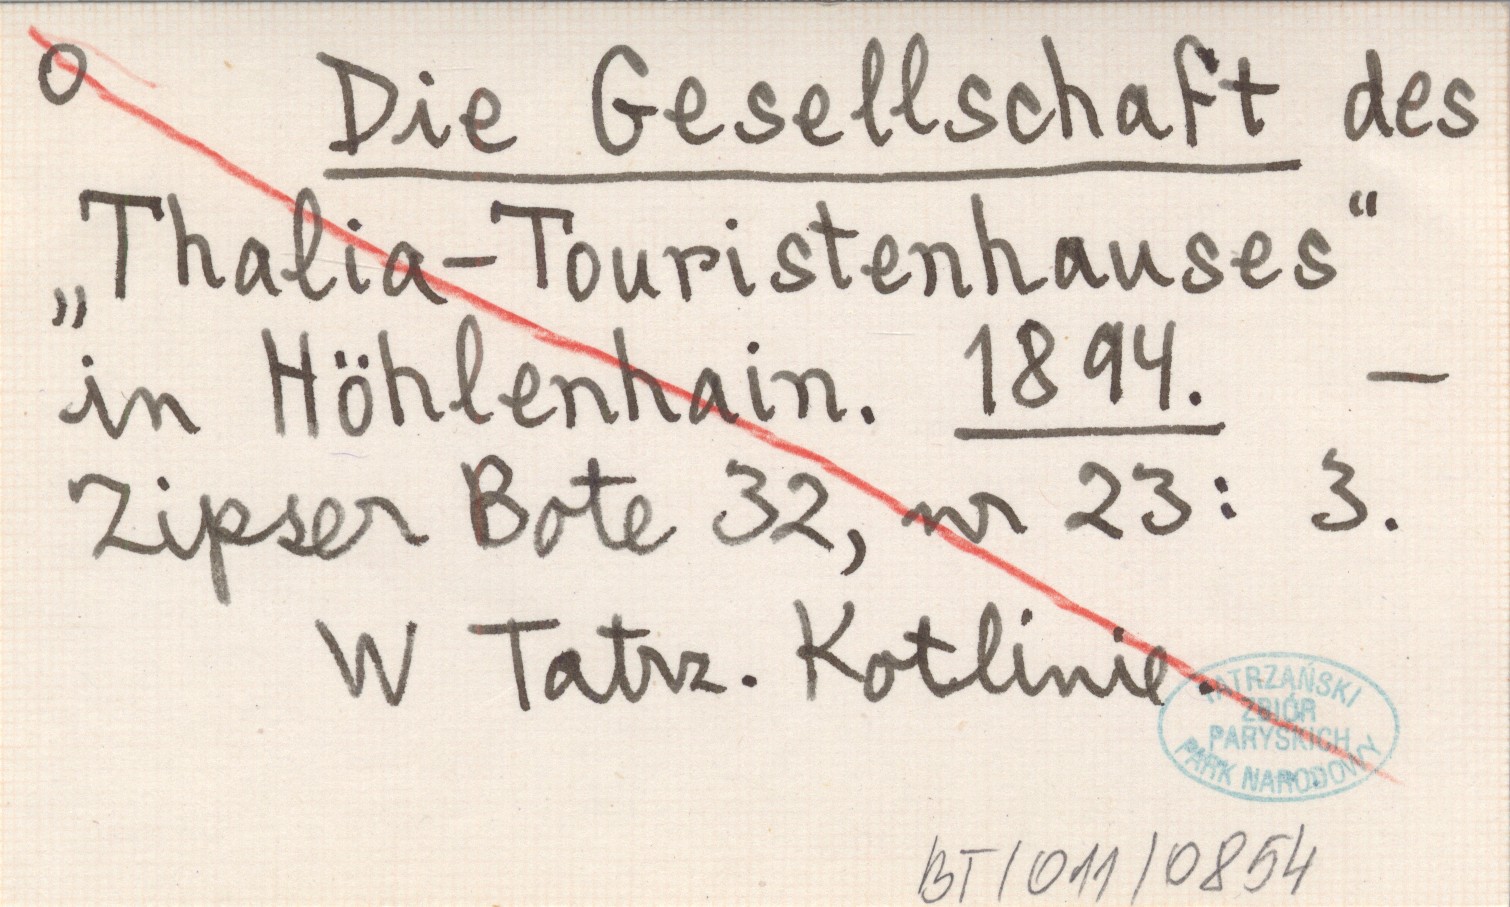 O Die Gesellschaft des
„Thalia-Touristenhauses“
in Höhlenhain. 1894. —
Zipser Bote 32, nr 23: 3.
W Tatrz. Kotlinie.
TATRZAŃSKI
ZBIÓR
PARYSKICH
PARK NARODOWY
BT/011/0854